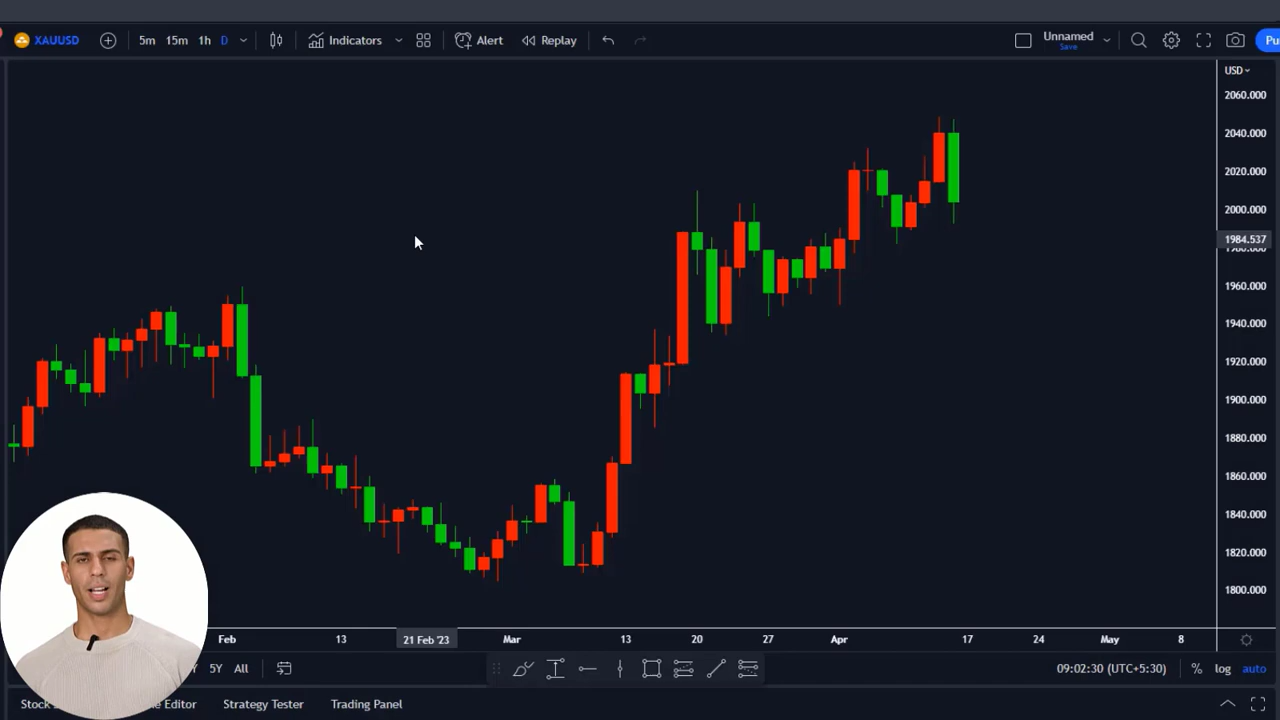 XAUUSD 5m 15m 1h D Indicators Alert Replay Unnamed
Save
USD
2060.000
2040.000
2020.000
2000.000
1984.537
1960.000
1940.000
1920.000
1900.000
1880.000
1860.000
1840.000
1820.000
1800.000
Feb 13 21 Feb '23 Mar 13 20 27 Apr 17 24 May 8
5Y All 09:02:30 (UTC+5:30) % log auto
Stock Editor Strategy Tester Trading Panel